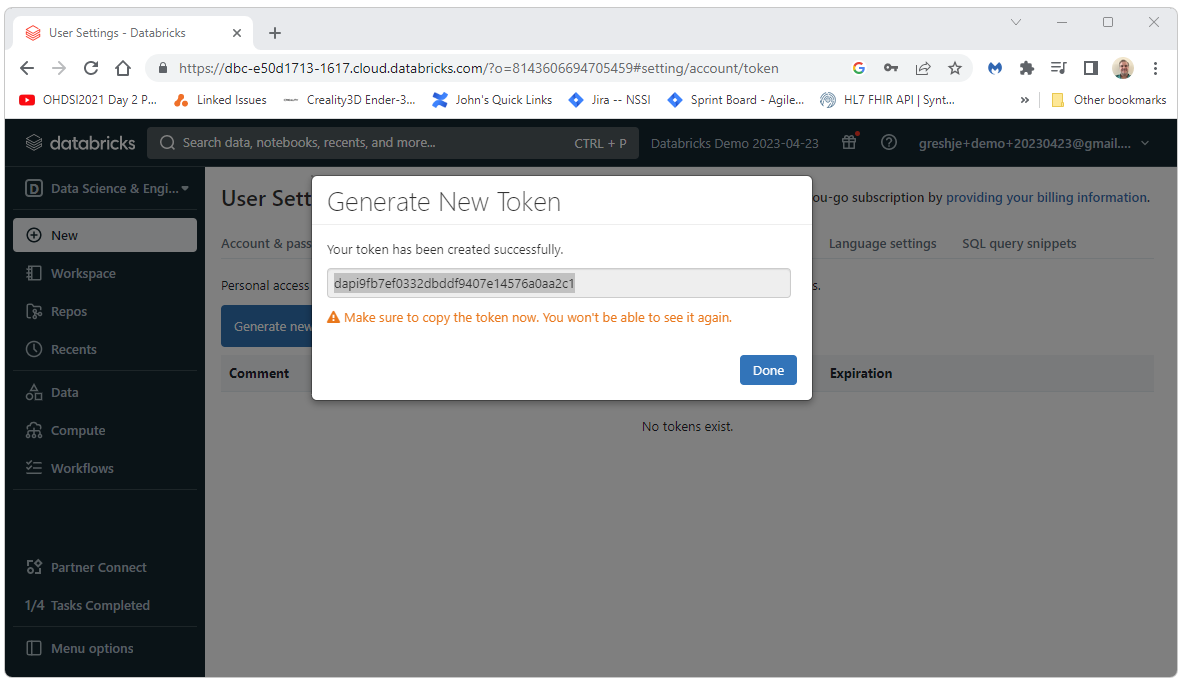 User Settings - Databricks
https://dbc-e50d1713-1617.cloud.databricks.com/?o=8143606694705459#setting/account/token
OHDSI2021 Day 2 P... Linked Issues Creality3D Ender-3... John's Quick Links Jira -- NSSI Sprint Board - Agile... HL7 FHIR API | Synt... » Other bookmarks
databricks Search data, notebooks, recents, and more... CTRL + P Databricks Demo 2023-04-23 greshje+demo+20230423@gmail....
D Data Science & Engi...
New
Workspace
Repos
Recents
Data
Compute
Workflows
Partner Connect
1/4 Tasks Completed
Menu options
User Sett
ou-go subscription by providing your billing information.
Account & pass
Language settings SQL query snippets
Personal access
s.
Generate new
Comment Expiration
No tokens exist.
Generate New Token
Your token has been created successfully.
dapi9fb7ef0332dbddf9407e14576a0aa2c1
Make sure to copy the token now. You won't be able to see it again.
Done